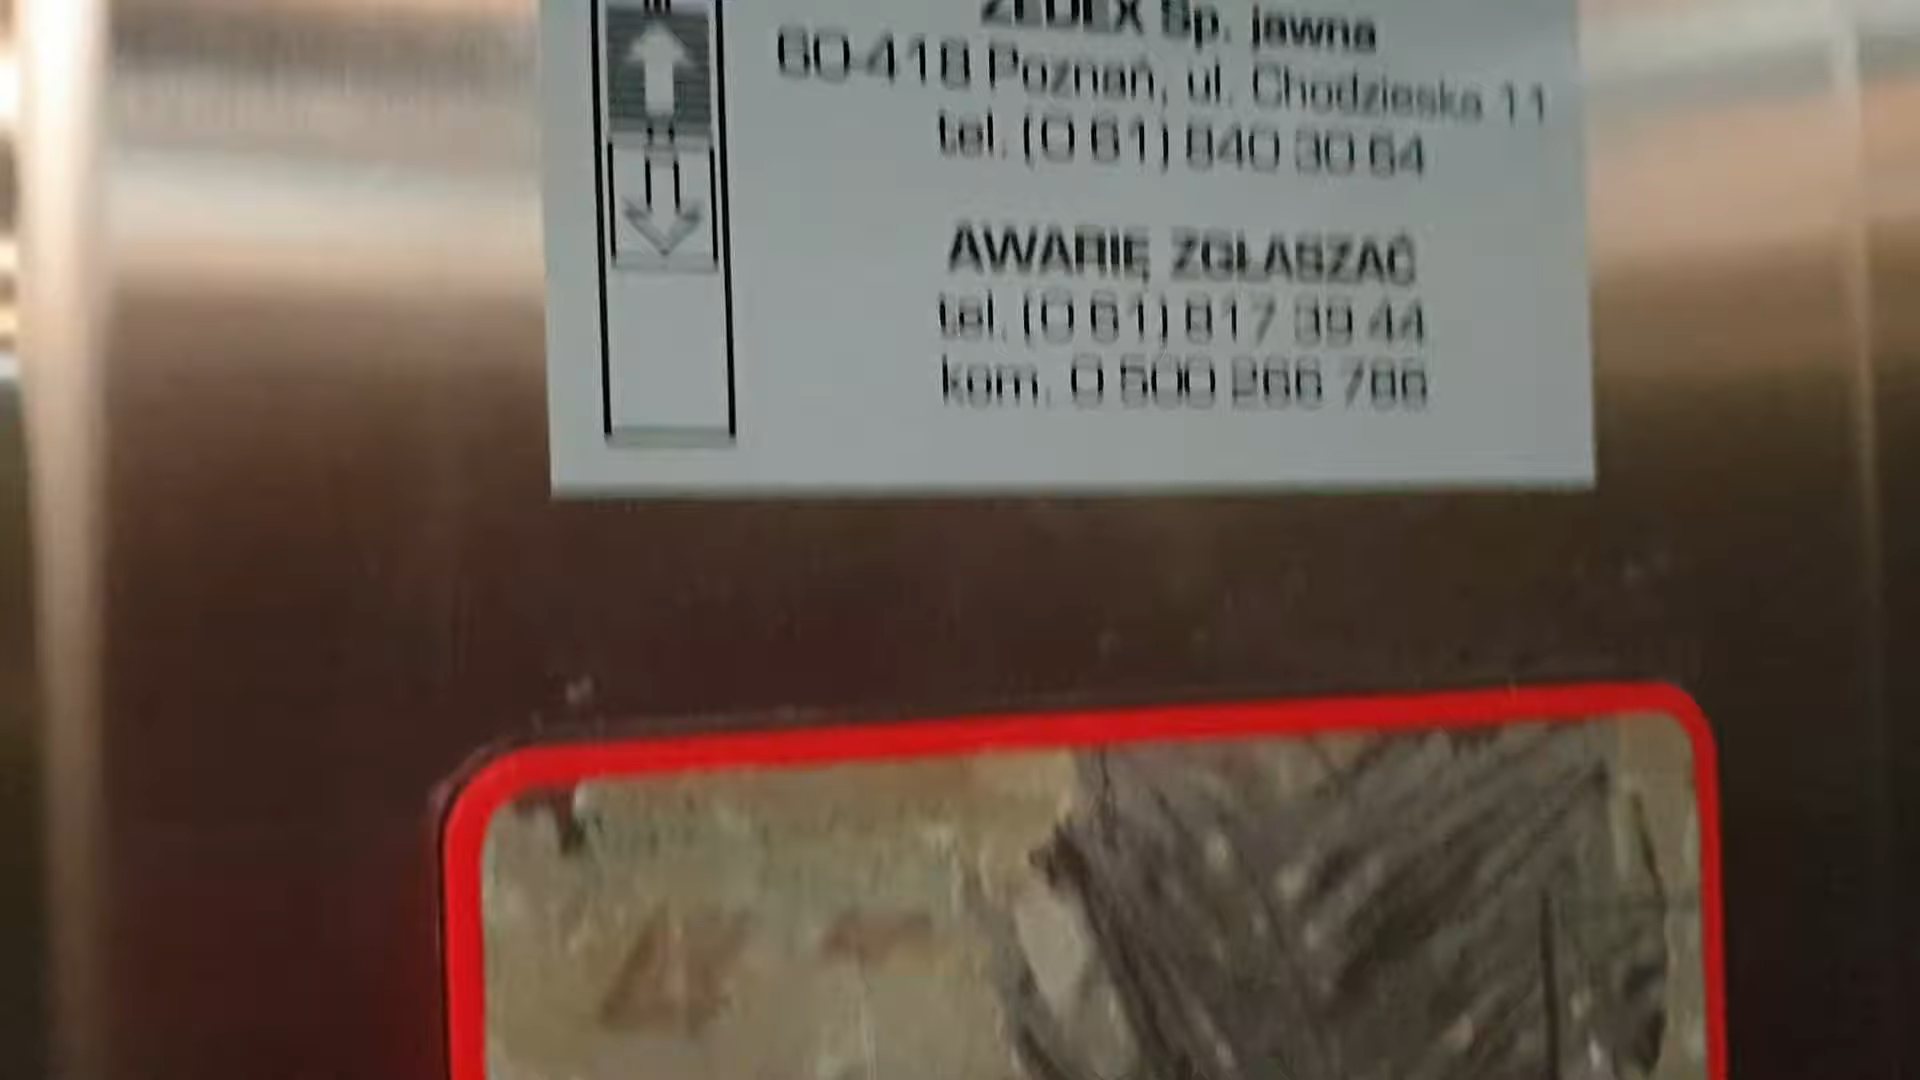 ZEDEX Sp. jawna
60-418 Poznań, ul. Chodzieska 11
tel. (0 61) 840 30 64
AWARIĘ ZGŁASZAĆ
tel. (0 61) 817 39 44
kom. 0 500 266 786